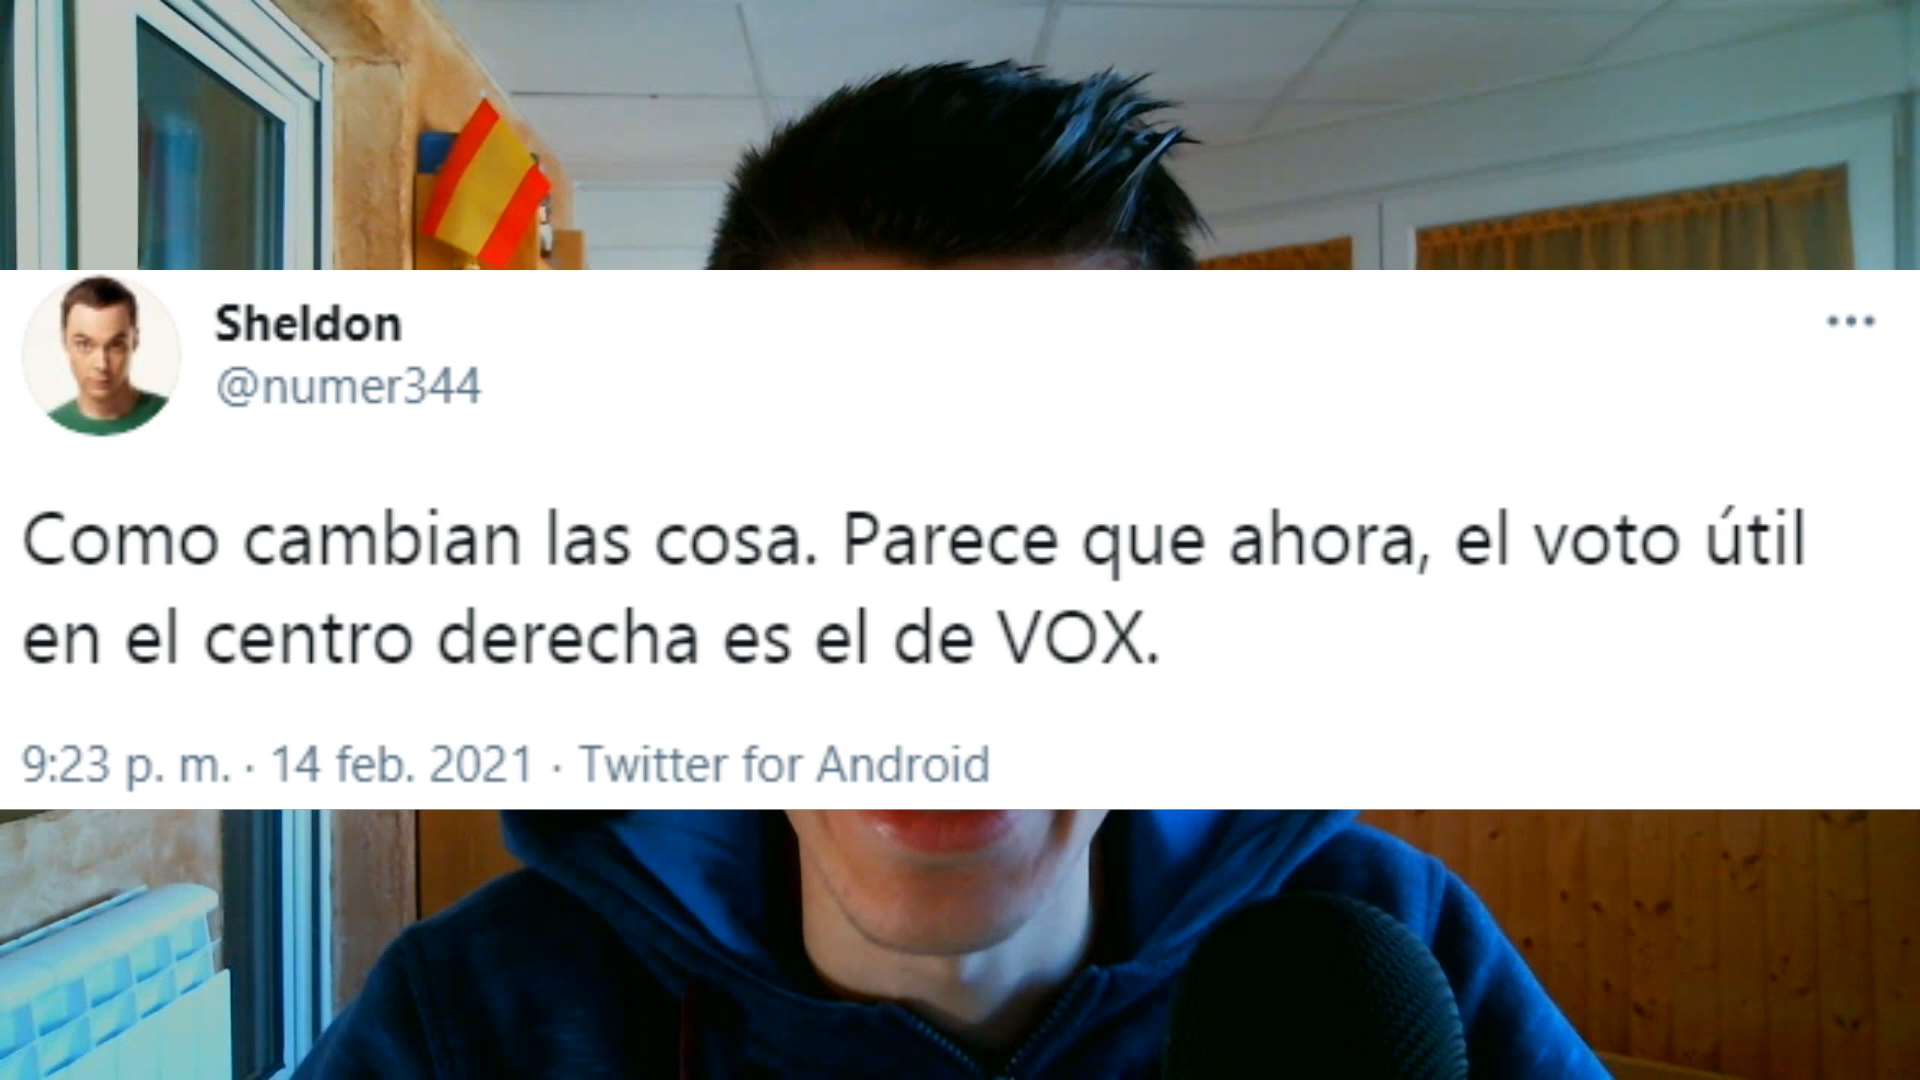 Sheldon
@numer344
Como cambian las cosa. Parece que ahora, el voto útil
en el centro derecha es el de VOX.
9:23 p. m. · 14 feb. 2021 · Twitter for Android